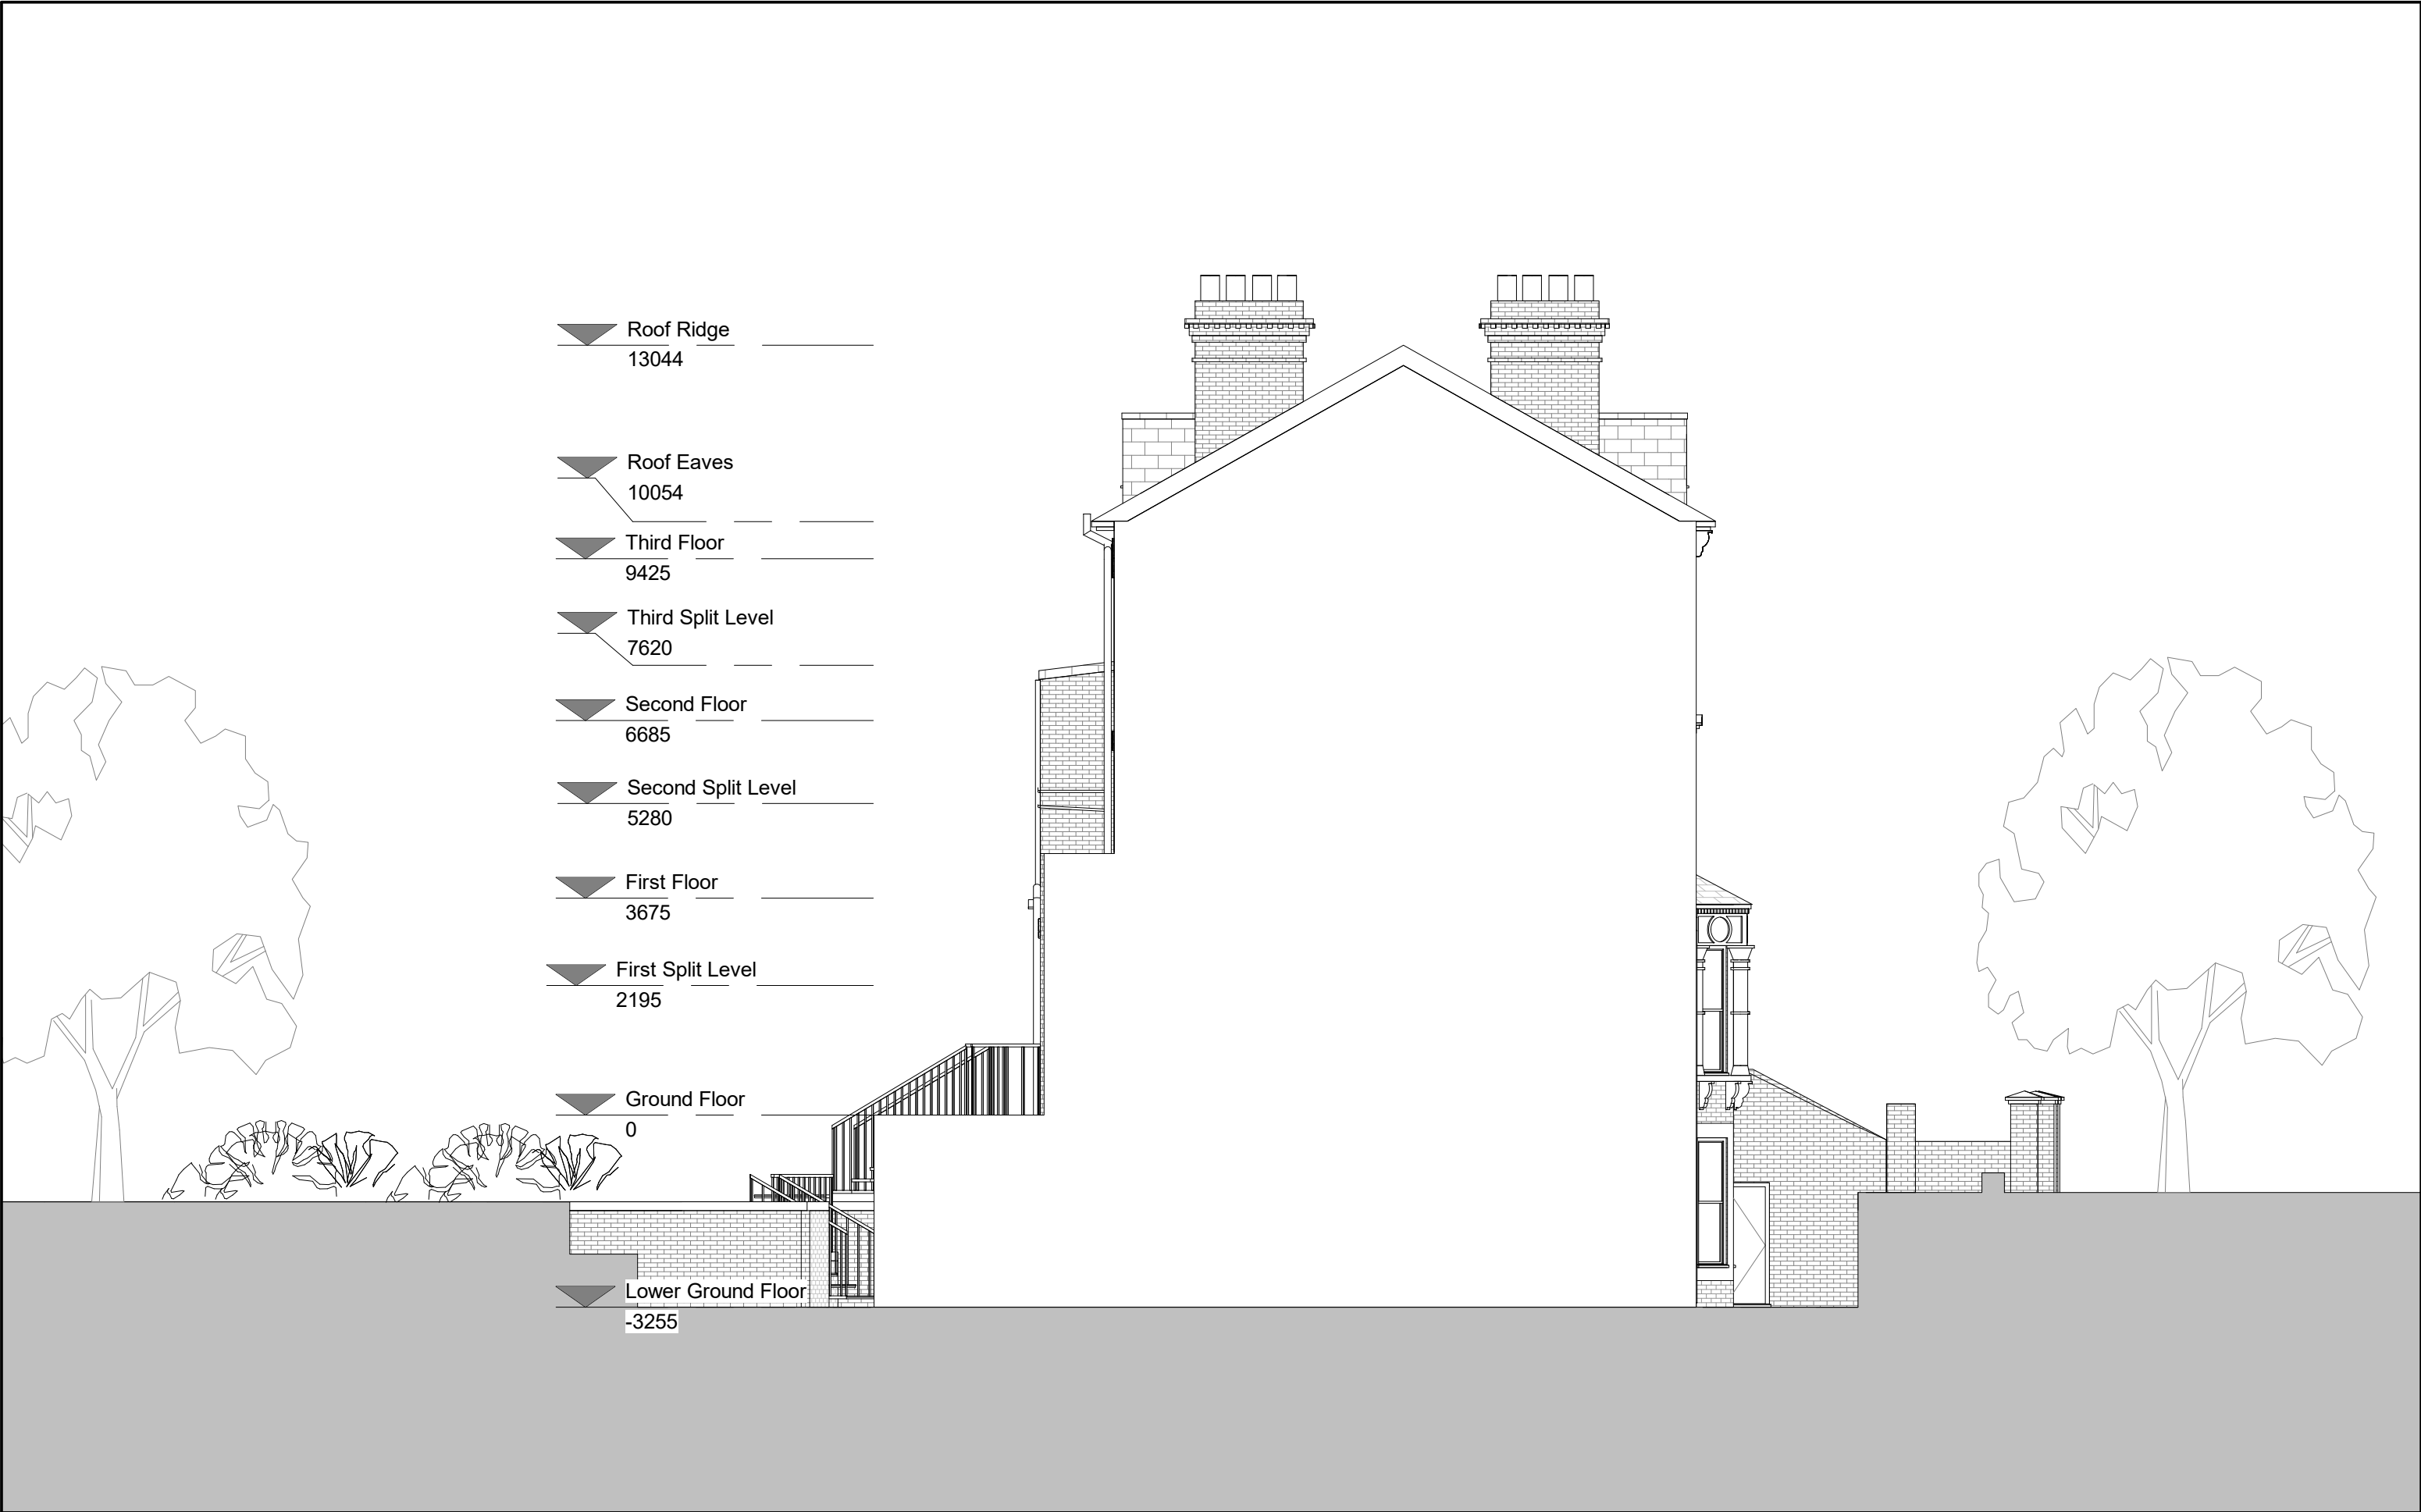 Roof Ridge
13044
Roof Eaves
10054
Third Floor
9425
Third Split Level
7620
Second Floor
6685
Second Split Level
5280
First Floor
3675
First Split Level
2195
Ground Floor
0
Lower Ground Floor
-3255